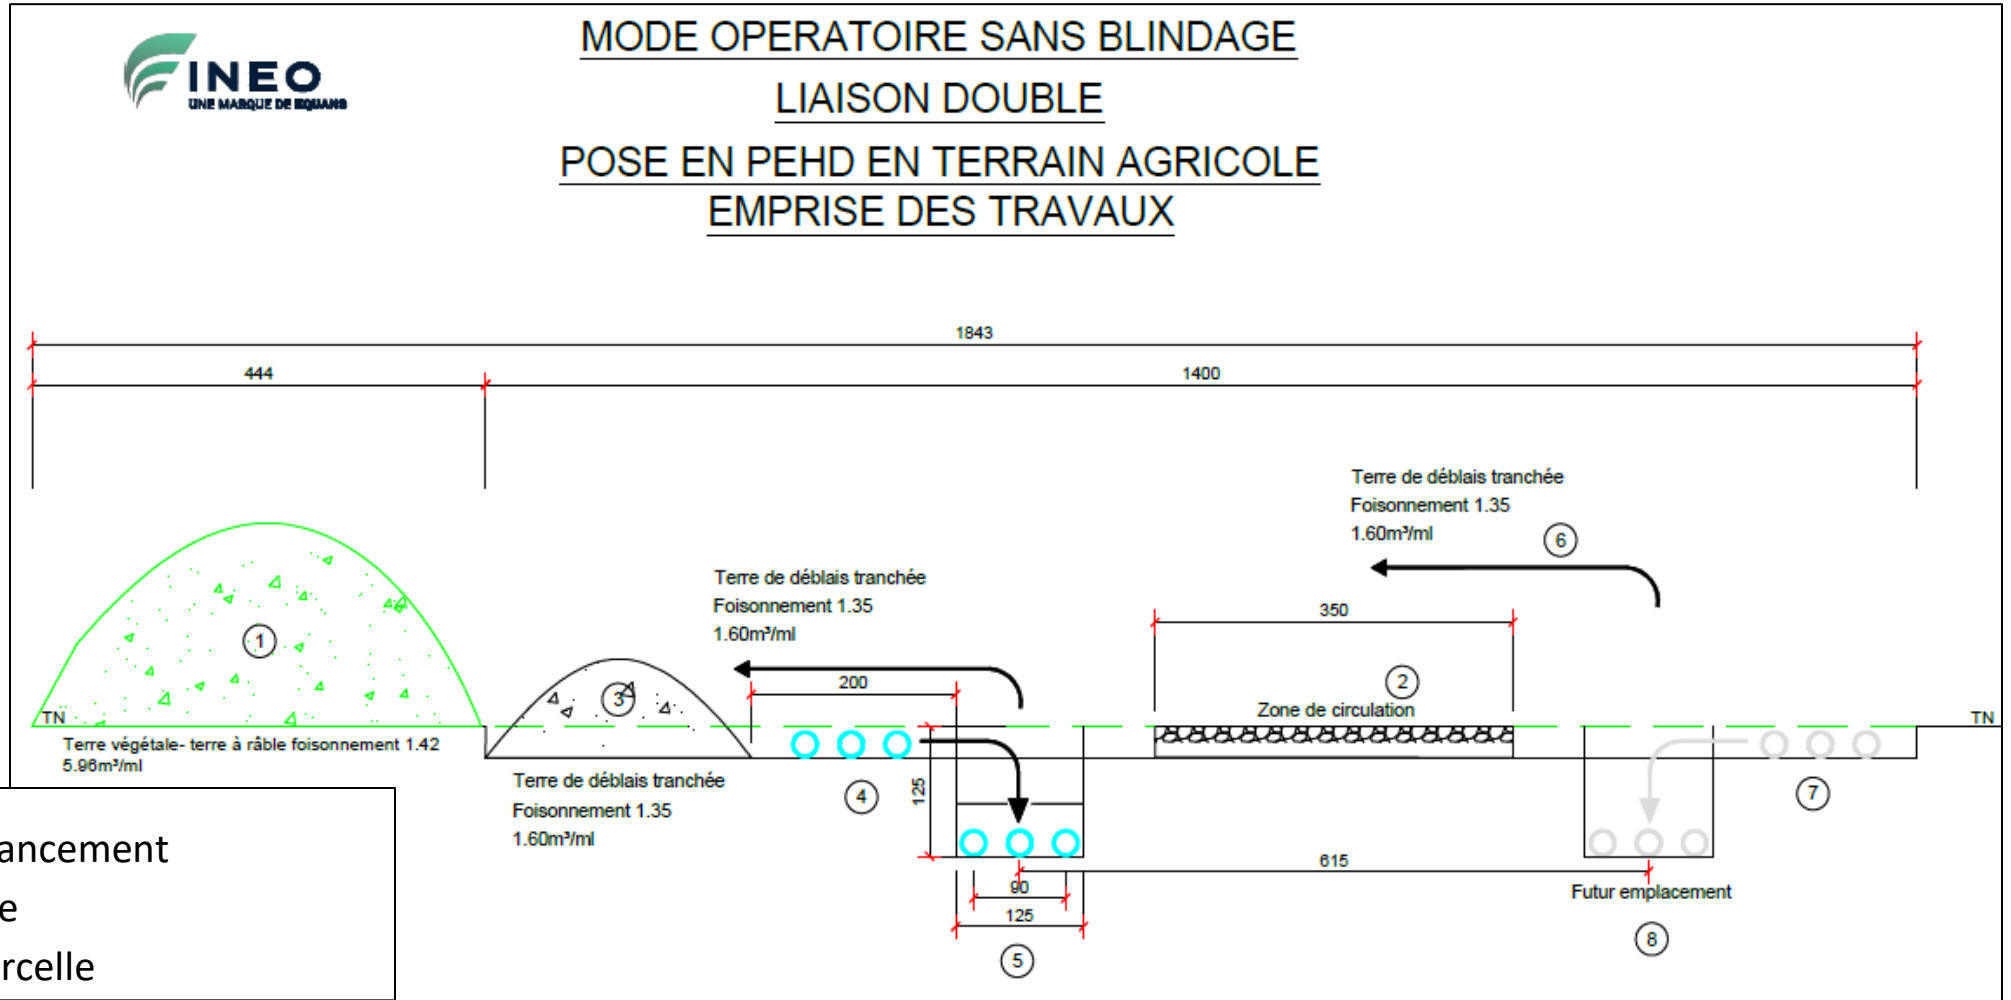 INEO
UNE MARQUE DE EQUANS
MODE OPERATOIRE SANS BLINDAGE
LIAISON DOUBLE
POSE EN PEHD EN TERRAIN AGRICOLE
EMPRISE DES TRAVAUX
1843
444
1400
Terre de déblais tranchée
Foisonnement 1.35
1.60m³/ml
6
Terre de déblais tranchée
Foisonnement 1.35
1.60m³/ml
350
1
200
2
3
Zone de circulation
TN
TN
Terre végétale- terre à râble foisonnement 1.42
5.96m³/ml
Terre de déblais tranchée
Foisonnement 1.35
1.60m³/ml
4
125
7
615
90
125
Futur emplacement
5
8
ancement
e
rcelle